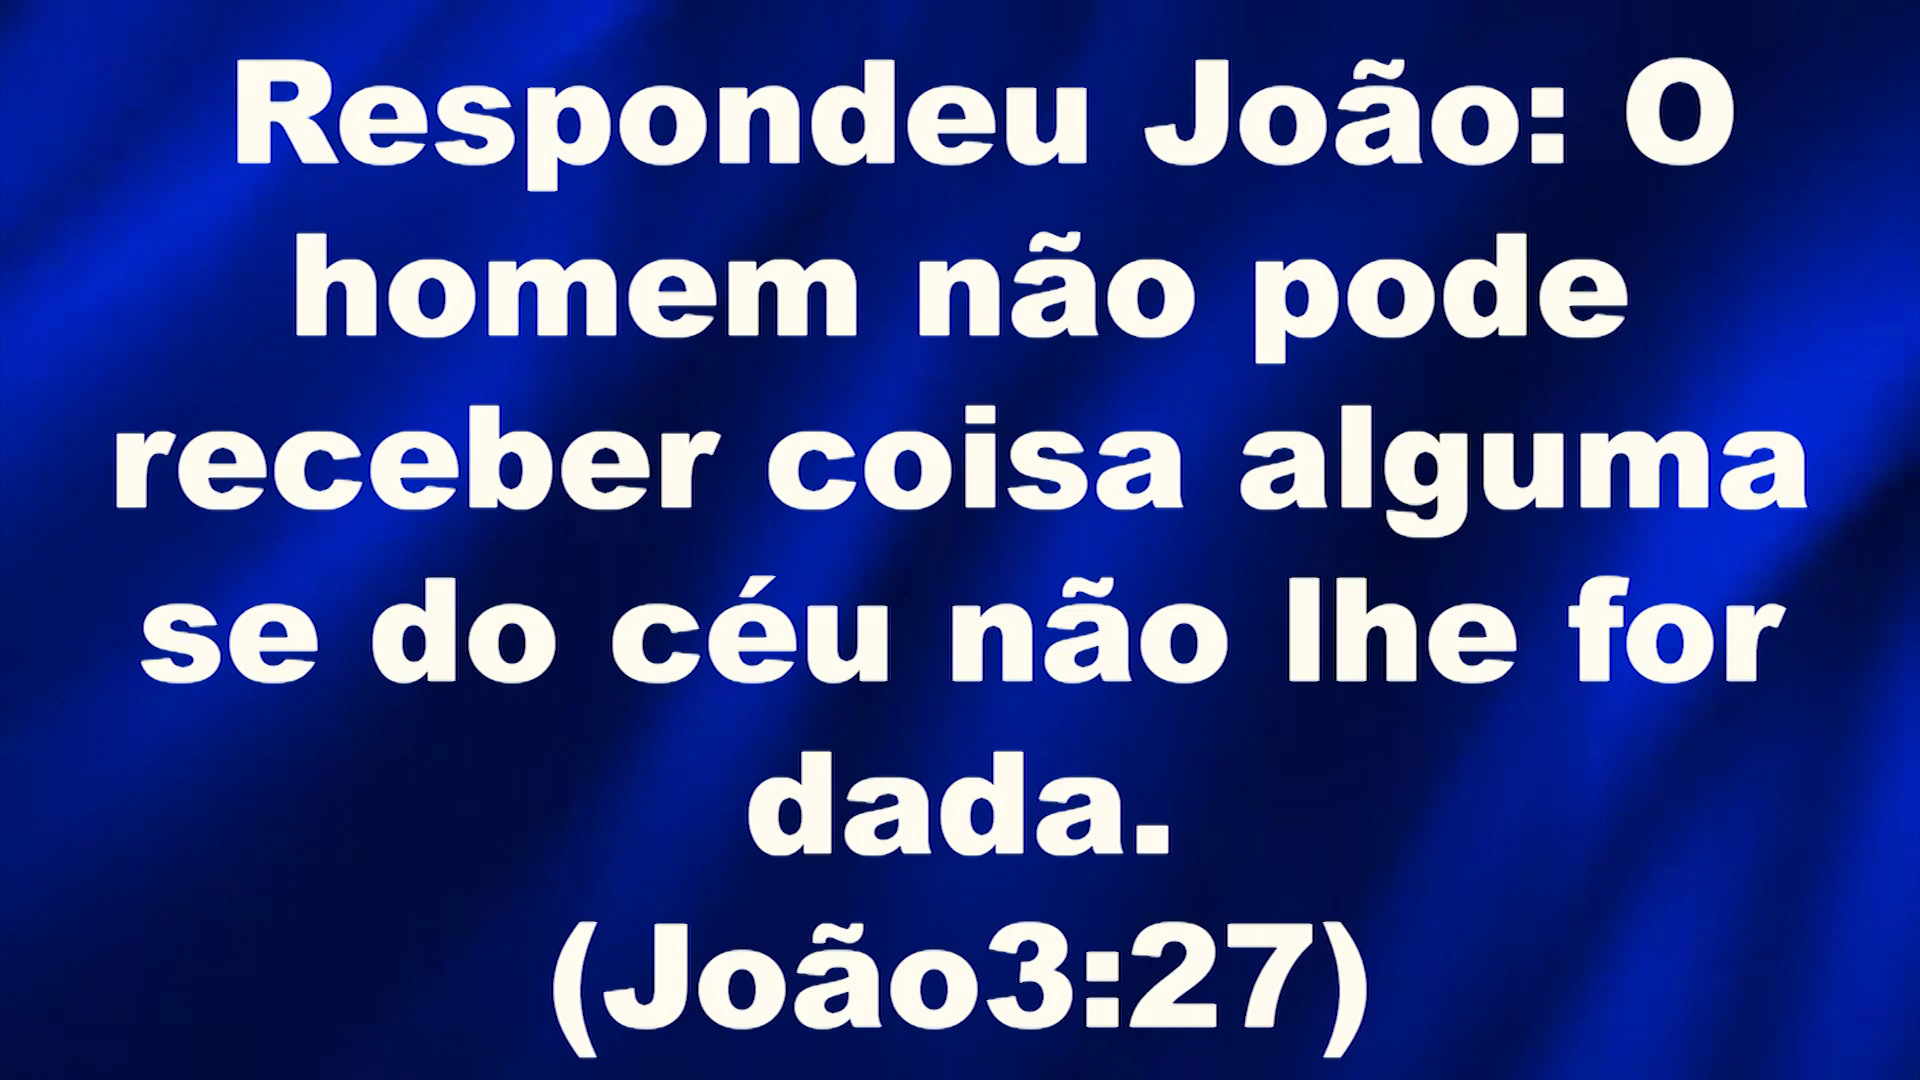 Respondeu João: O
homem não pode
receber coisa alguma
se do céu não lhe for
dada.
(João3:27)